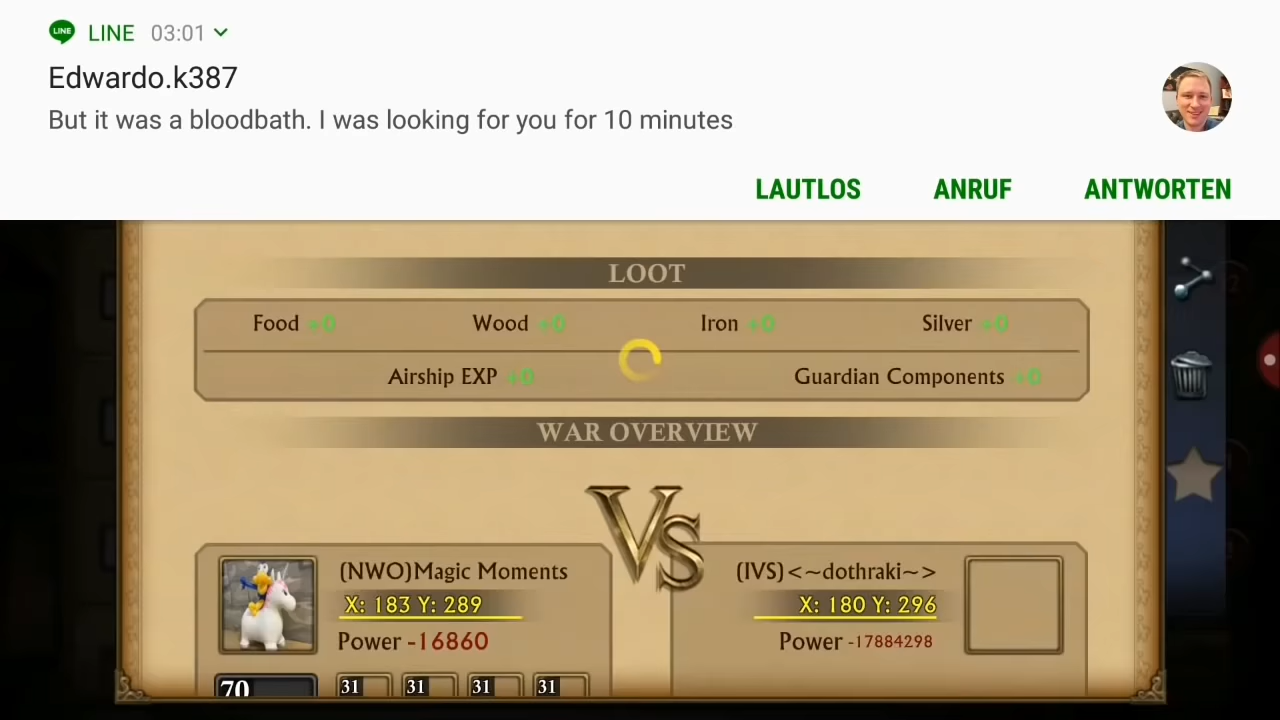 LINE LINE 03:01
Edwardo.k387
But it was a bloodbath. I was looking for you for 10 minutes
LAUTLOS ANRUF ANTWORTEN
LOOT
Food +0 Wood +0 Iron +0 Silver +0
Airship EXP +0 Guardian Components +0
WAR OVERVIEW
VS
(NWO)Magic Moments (IVS)<~dothraki~>
X: 183 Y: 289 X: 180 Y: 296
Power -16860 Power -17884298
70 31 31 31 31